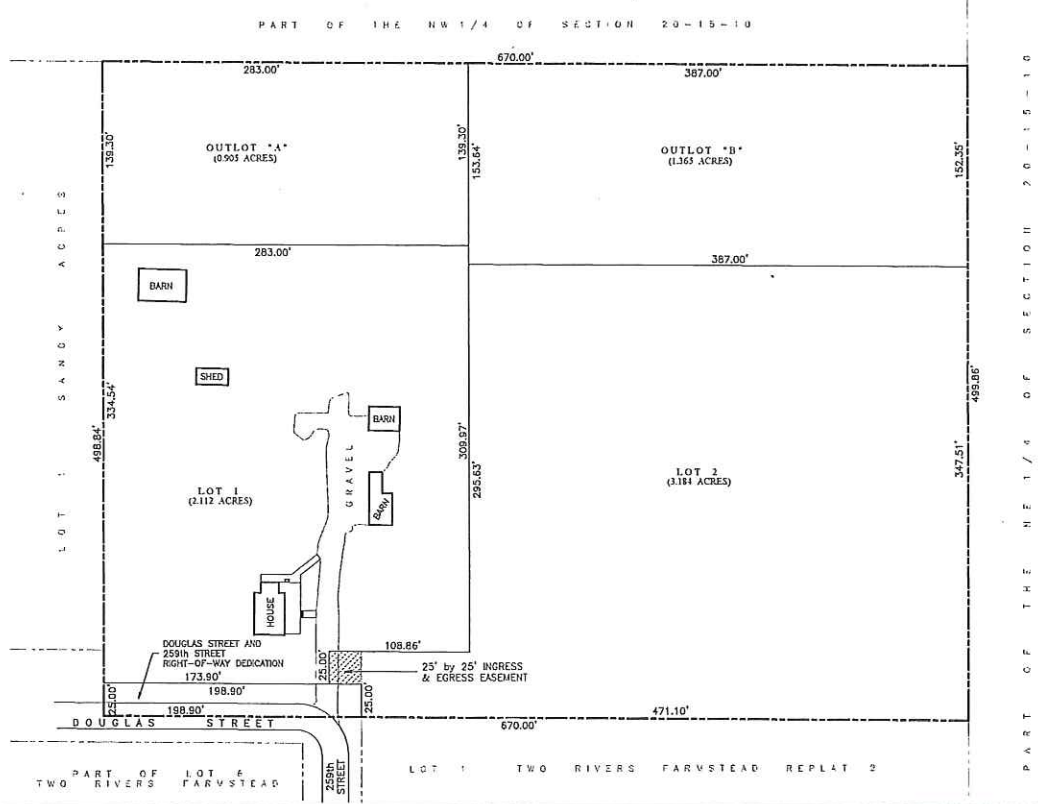 PART OF THE NW 1/4 OF SECTION 20-15-10
670.00'
283.00'
387.00'
139.30'
OUTLOT "A"
(0.905 ACRES)
139.30'
153.64'
OUTLOT "B"
(1.365 ACRES)
152.35'
283.00'
387.00'
BARN
SHED
BARN
GRAVEL
BARN
LOT 1 SANDY ACRES
334.54'
498.84'
309.97'
295.63'
LOT 1
(2.112 ACRES)
LOT 2
(3.184 ACRES)
347.51'
499.86'
PART OF THE NE 1/4 OF SECTION 20-15-10
HOUSE
DOUGLAS STREET AND
259th STREET
RIGHT-OF-WAY DEDICATION
108.86'
25.00'
25' by 25' INGRESS
& EGRESS EASEMENT
173.90'
198.90'
25.00'
25.00'
198.90'
471.10'
DOUGLAS STREET
670.00'
259th
STREET
PART OF LOT 6
TWO RIVERS FARMSTEAD
LOT 1 TWO RIVERS FARMSTEAD REPLAT 2